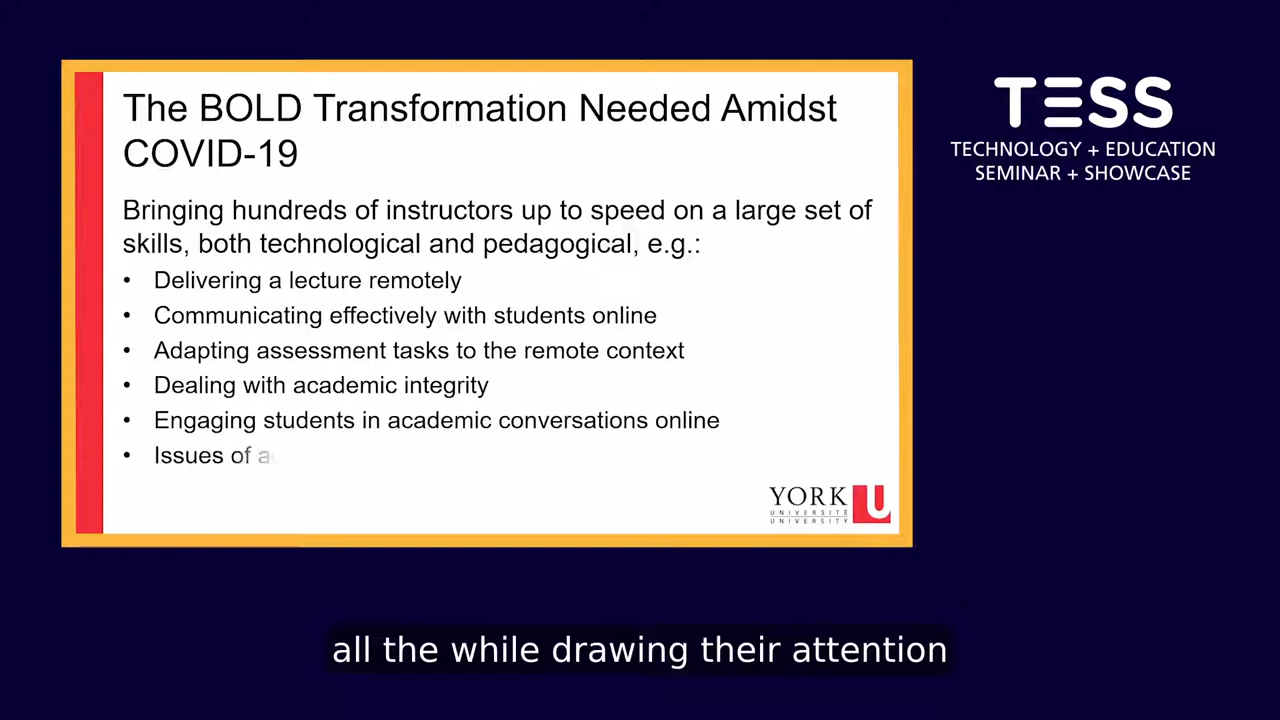 The BOLD Transformation Needed Amidst
COVID-19
Bringing hundreds of instructors up to speed on a large set of
skills, both technological and pedagogical, e.g.:
• Delivering a lecture remotely
• Communicating effectively with students online
• Adapting assessment tasks to the remote context
• Dealing with academic integrity
• Engaging students in academic conversations online
• Issues of
YORK U
UNIVERSITÉ
UNIVERSITY
TESS
TECHNOLOGY + EDUCATION
SEMINAR + SHOWCASE
all the while drawing their attention